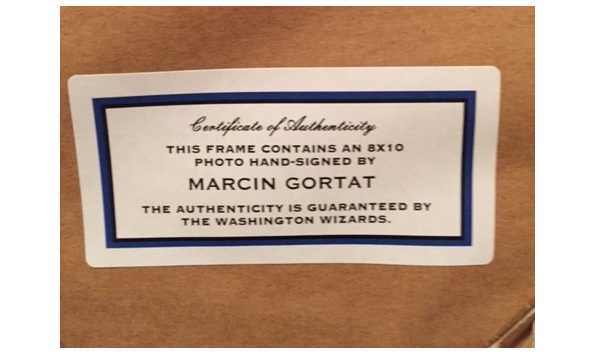 Certificate of Authenticity
THIS FRAME CONTAINS AN 8X10
PHOTO HAND-SIGNED BY
MARCIN GORTAT
THE AUTHENTICITY IS GUARANTEED BY
THE WASHINGTON WIZARDS.